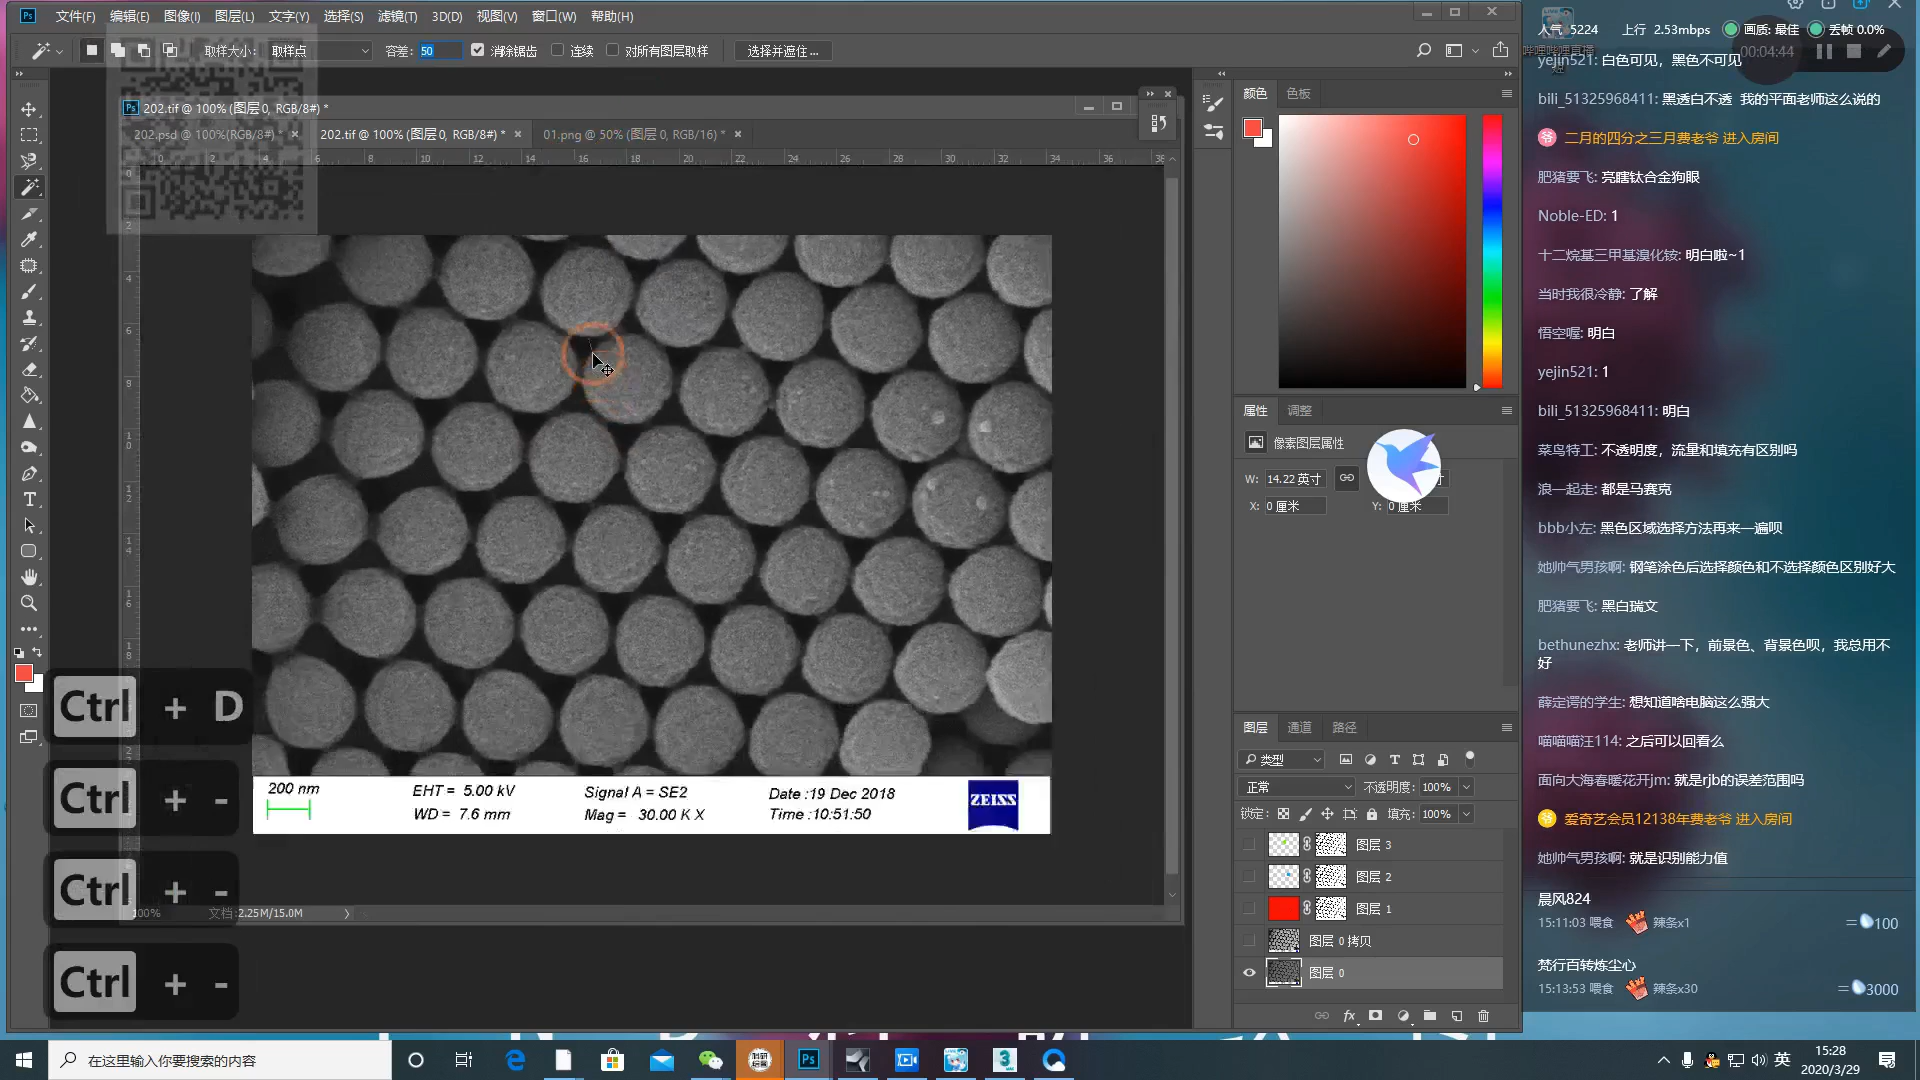 文件(F) 编辑(E) 图像(I) 图层(L) 文字(Y) 选择(S) 滤镜(T) 3D(D) 视图(V) 窗口(W) 帮助(H)
取样大小: 取样点 容差: 50 消除锯齿 连续 对所有图层取样 选择并遮住 ...
202.tif @ 100% (图层 0, RGB/8#) *
202.psd @ 100%(RGB/8#) * 202.tif @ 100% (图层 0, RGB/8#) * 01.png @ 50% (图层 0, RGB/16) *
0 2 4 6 8 10 12 14 16 18 20 22 24 26 28 30 32 34 36 38
200 nm
EHT = 5.00 kV
WD = 7.6 mm
Signal A = SE2
Mag = 30.00 K X
Date :19 Dec 2018
Time :10:51:50
ZEISS
100% 文档:2.25M/15.0M
Ctrl + D
Ctrl + -
Ctrl + -
Ctrl + -
颜色 色板
属性 调整
像素图层属性
W: 14.22 英寸
X: 0 厘米 Y: 0 厘米
图层 通道 路径
类型
正常 不透明度: 100%
锁定: 填充: 100%
图层 3
图层 2
图层 1
图层 0 拷贝
图层 0
fx
人气 5224 上行 2.53mbps 画质: 最佳 丢帧 0.0%
00:04:44
yejin521: 白色可见，黑色不可见
bili_51325968411: 黑透白不透 我的平面老师这么说的
爷 二月的四分之三月费老爷 进入房间
肥猪要飞: 亮瞎钛合金狗眼
Noble-ED: 1
十二烷基三甲基溴化铵: 明白啦~1
当时我很冷静: 了解
悟空喔: 明白
yejin521: 1
bili_51325968411: 明白
菜鸟特工: 不透明度，流量和填充有区别吗
浪一起走: 都是马赛克
bbb小左: 黑色区域选择方法再来一遍呗
她帅气男孩啊: 钢笔涂色后选择颜色和不选择颜色区别好大
肥猪要飞: 黑白瑞文
bethunezhx: 老师讲一下，前景色、背景色呗，我总用不
好
薛定谔的学生: 想知道啥电脑这么强大
喵喵喵汪114: 之后可以回看么
面向大海春暖花开jm: 就是rjb的误差范围吗
爱奇艺会员12138年费老爷 进入房间
她帅气男孩啊: 就是识别能力值
晨风824
15:11:03 喂食 辣条x1 = 100
梵行百转炼尘心
15:13:53 喂食 辣条x30 = 3000
在这里输入你要搜索的内容
英
15:28
2020/3/29